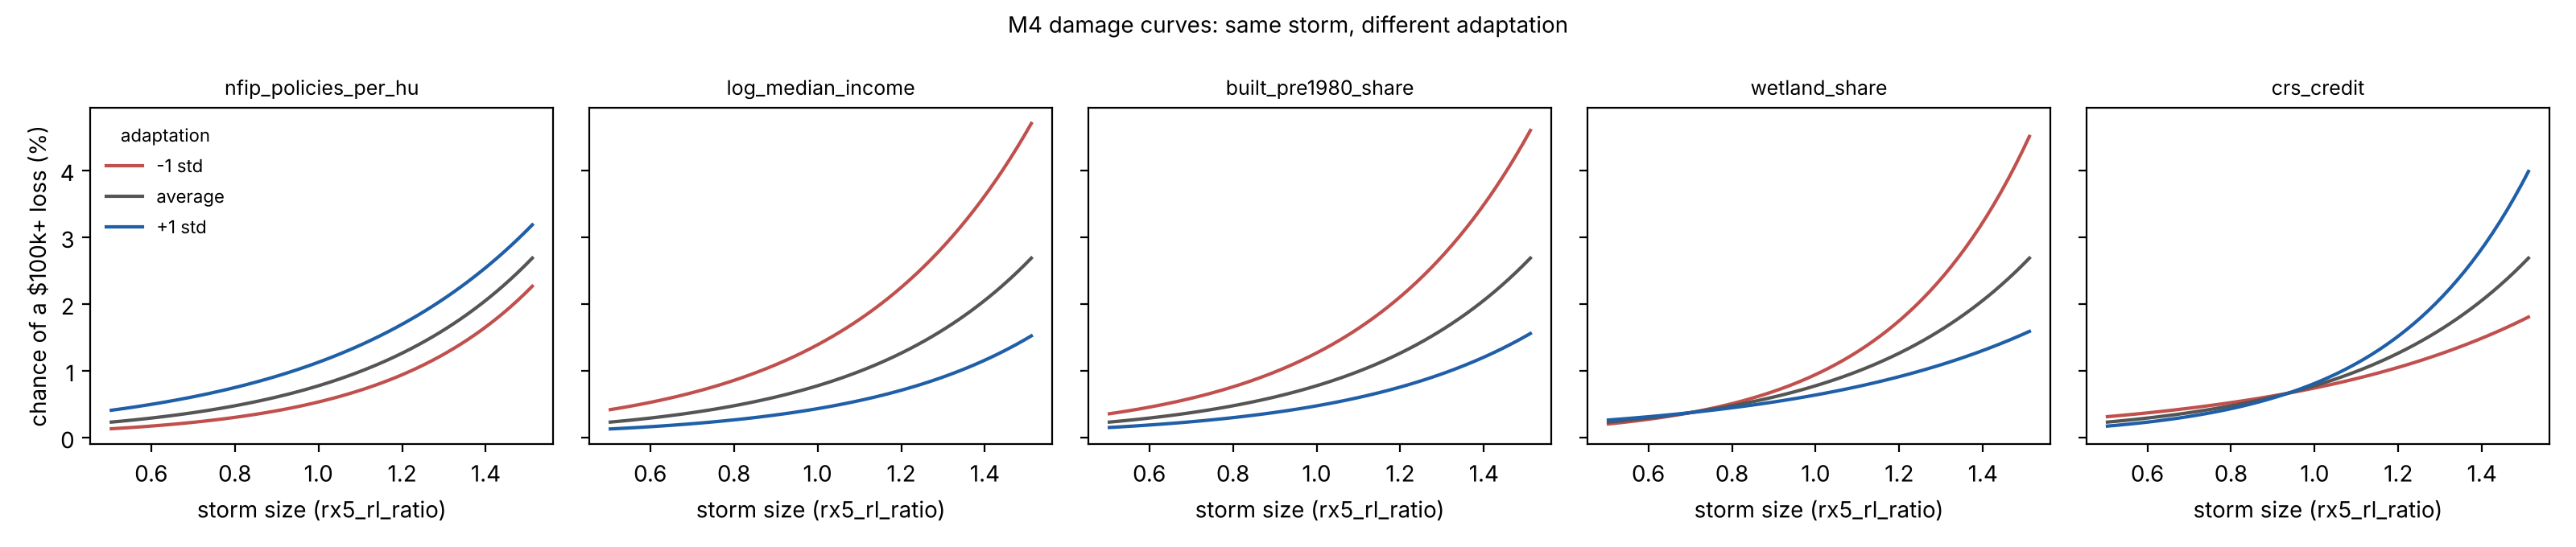 M4 damage curves: same storm, different adaptation
nfip_policies_per_hu
log_median_income
built_pre1980_share
wetland_share
crs_credit
chance of a $100k+ loss (%)
adaptation
-1 std
average
+1 std
4
3
2
1
0
0.6 0.8 1.0 1.2 1.4
0.6 0.8 1.0 1.2 1.4
0.6 0.8 1.0 1.2 1.4
0.6 0.8 1.0 1.2 1.4
0.6 0.8 1.0 1.2 1.4
storm size (rx5_rl_ratio)
storm size (rx5_rl_ratio)
storm size (rx5_rl_ratio)
storm size (rx5_rl_ratio)
storm size (rx5_rl_ratio)